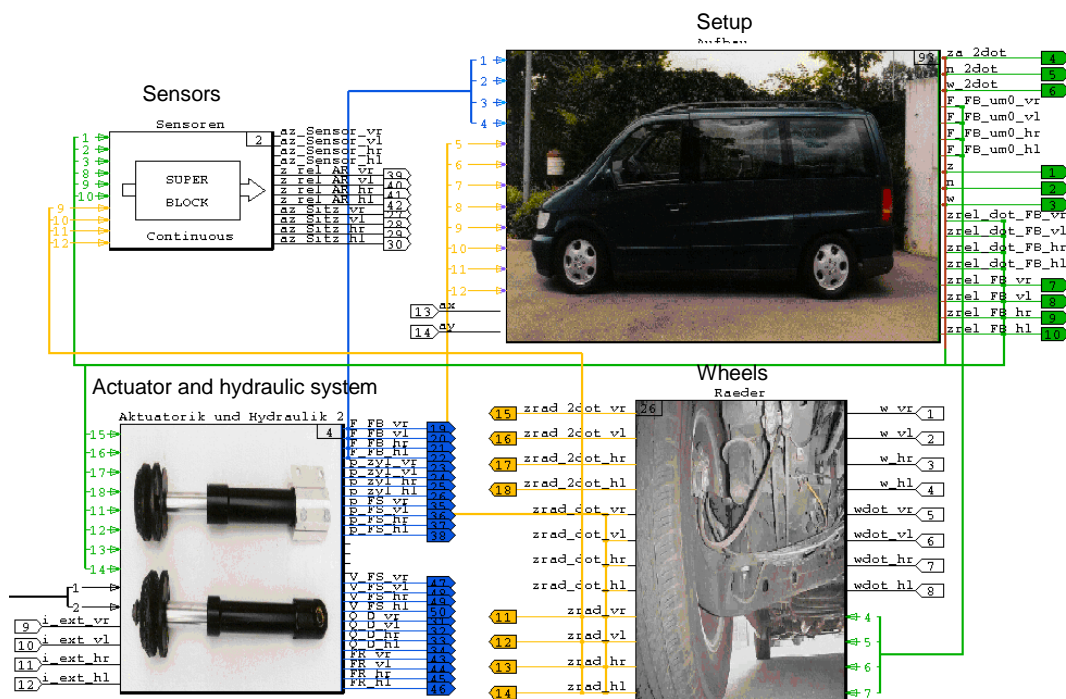 Setup
Aufbau
98
1
2
3
4
5
6
7
8
9
10
11
12
13 ax
14 ay
za_2dot 4
n_2dot 5
w_2dot 6
F_FB_um0_vr
F_FB_um0_vl
F_FB_um0_hr
F_FB_um0_hl
z 1
n 2
w 3
zrel_dot_FB_vr
zrel_dot_FB_vl
zrel_dot_FB_hr
zrel_dot_FB_hl
zrel_FB_vr 7
zrel_FB_vl 8
zrel_FB_hr 9
zrel_FB_hl 10
Sensors
Sensoren
2
SUPER
BLOCK
Continuous
1
2
3
8
9
10
9
10
11
12
az_Sensor_vr
az_Sensor_vl
az_Sensor_hr
az_Sensor_hl
z_rel_AR_vr 39
z_rel_AR_vl 40
z_rel_AR_hr 41
z_rel_AR_hl 42
az_Sitz_vr 27
az_Sitz_vl 28
az_Sitz_hr 29
az_Sitz_hl 30
Actuator and hydraulic system
Aktuatorik und Hydraulik 2
4
15
16
17
18
11
12
13
14
1
2
9 i_ext_vr
10 i_ext_vl
11 i_ext_hr
12 i_ext_hl
F_FB_vr 19
F_FB_vl 20
F_FB_hr 21
F_FB_hl 22
p_zyl_vr 23
p_zyl_vl 24
p_zyl_hr 25
p_zyl_hl 26
p_FS_vr 35
p_FS_vl 36
p_FS_hr 37
p_FS_hl 38
V_FS_vr 47
V_FS_vl 48
V_FS_hr 49
V_FS_hl 50
Q_D_vr 31
Q_D_vl 32
Q_D_hr 33
Q_D_hl 34
FR_vr 43
FR_vl 44
FR_hr 45
FR_hl 46
Wheels
Raeder
26
15 zrad_2dot_vr
16 zrad_2dot_vl
17 zrad_2dot_hr
18 zrad_2dot_hl
zrad_dot_vr
zrad_dot_vl
zrad_dot_hr
zrad_dot_hl
11 zrad_vr
12 zrad_vl
13 zrad_hr
14 zrad_hl
w_vr 1
w_vl 2
w_hr 3
w_hl 4
wdot_vr 5
wdot_vl 6
wdot_hr 7
wdot_hl 8
4
5
6
7